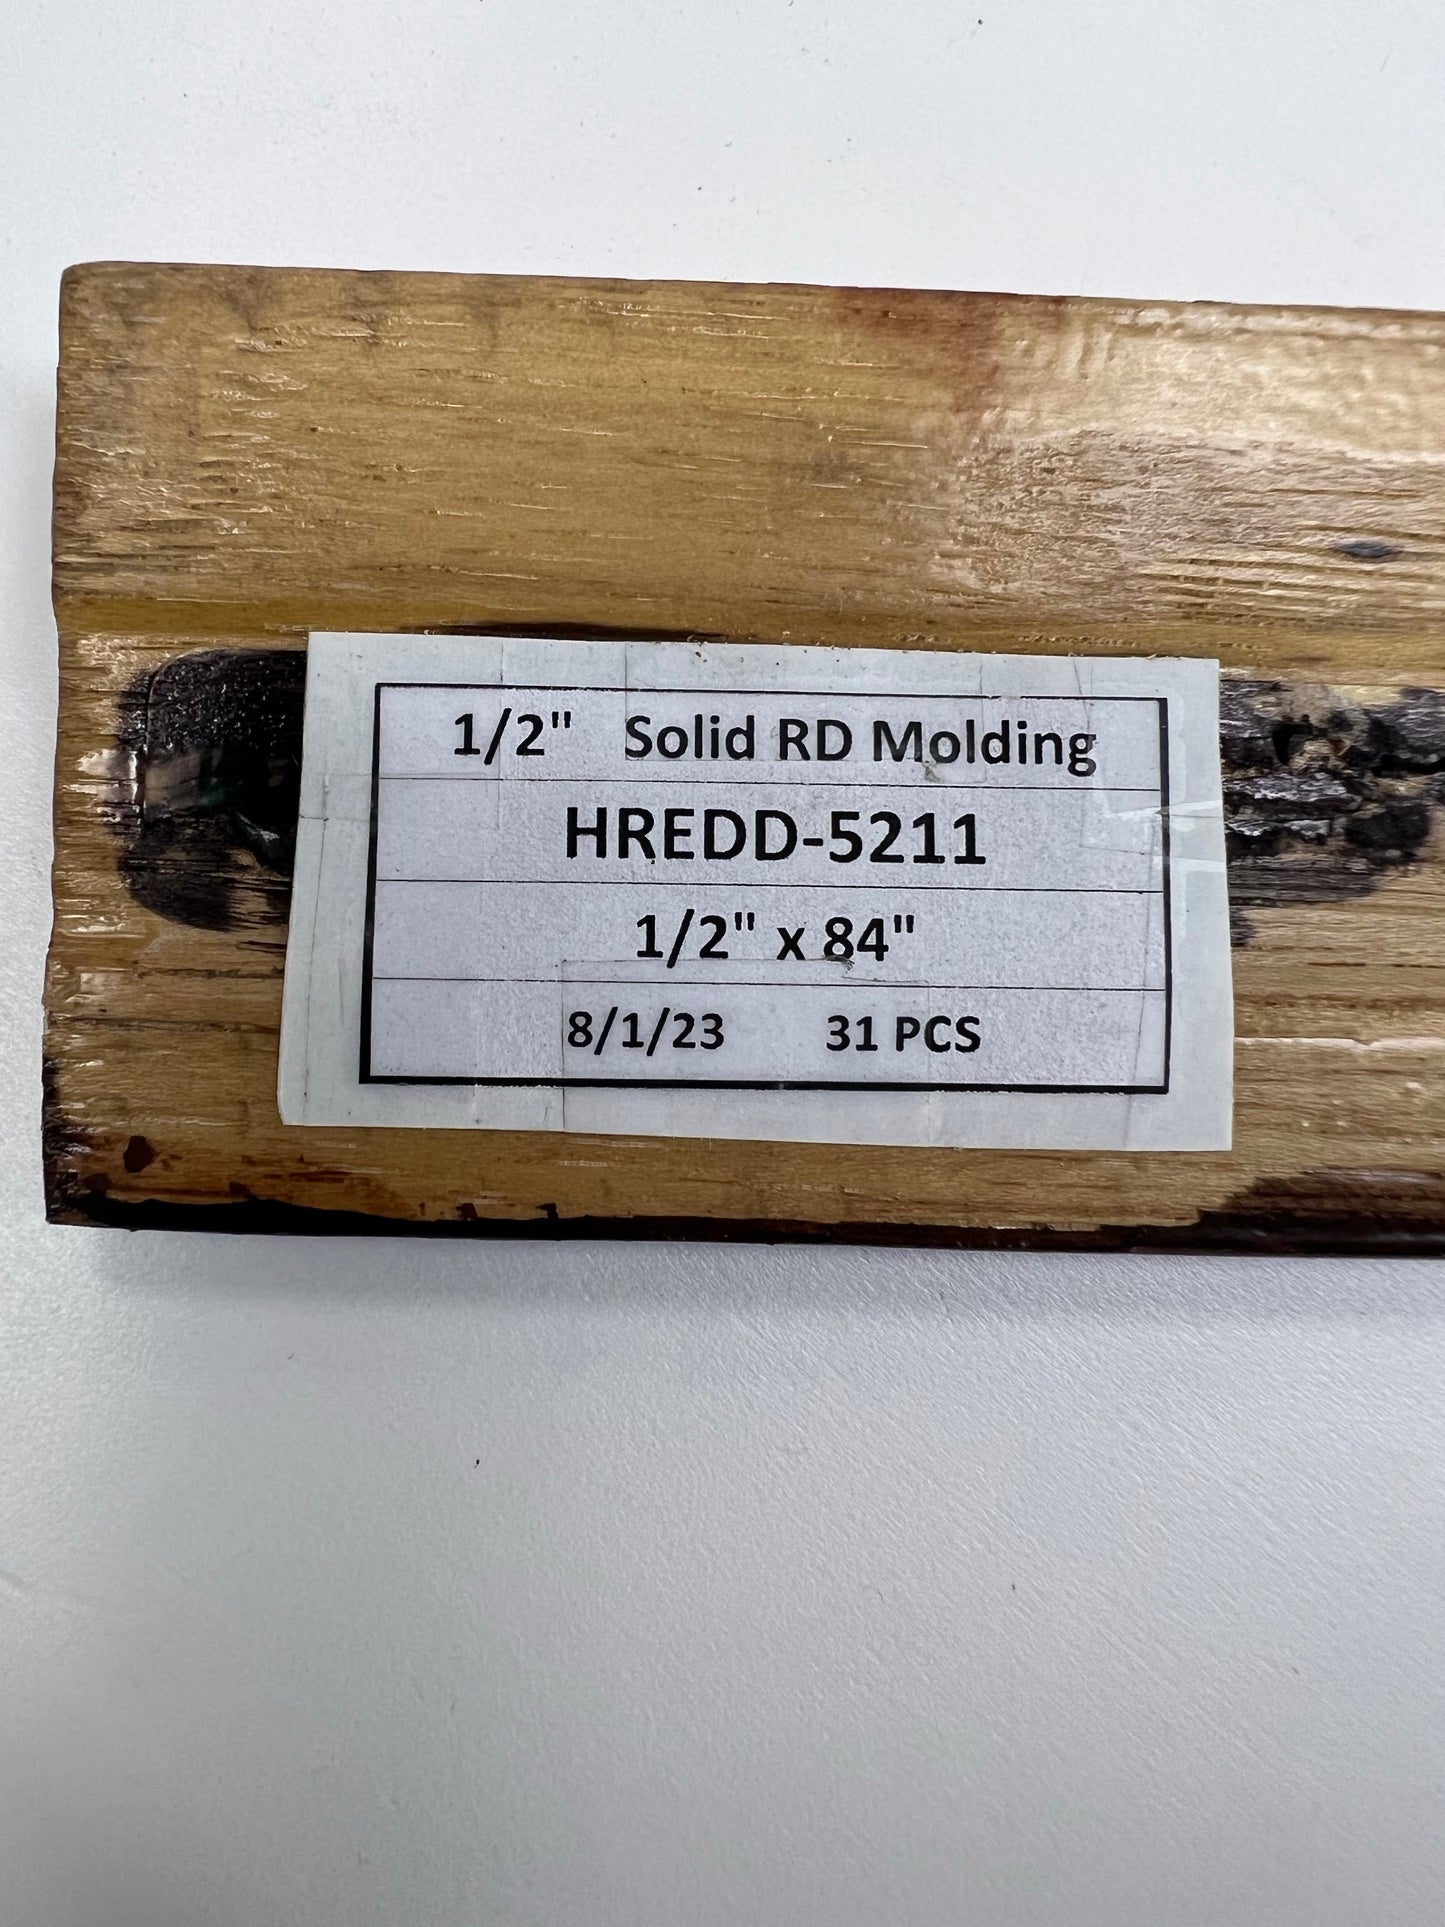 1/2" Solid RD Molding
HREDD-5211
1/2" x 84"
8/1/23 31 PCS